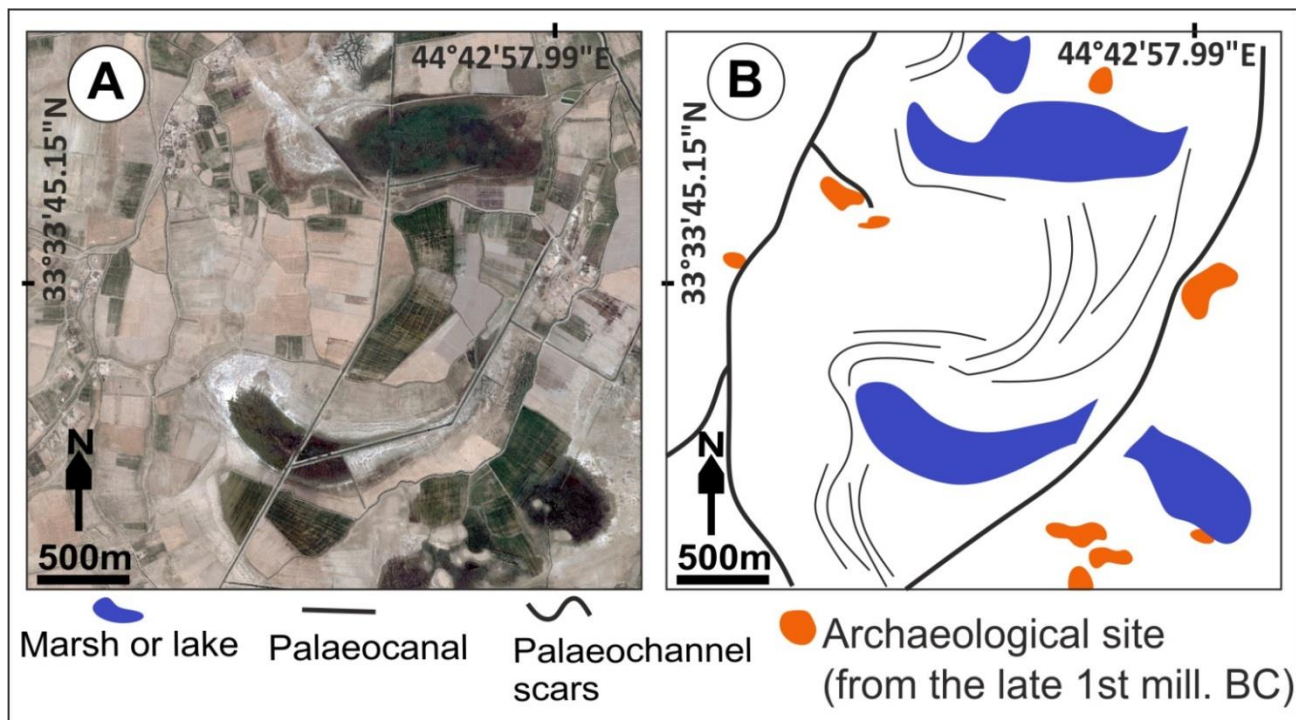 A
44°42'57.99"E
33°33'45.15"N
N
500m
B
44°42'57.99"E
33°33'45.15"N
N
500m
Marsh or lake
Palaeocanal
Palaeochannel
scars
Archaeological site
(from the late 1st mill. BC)